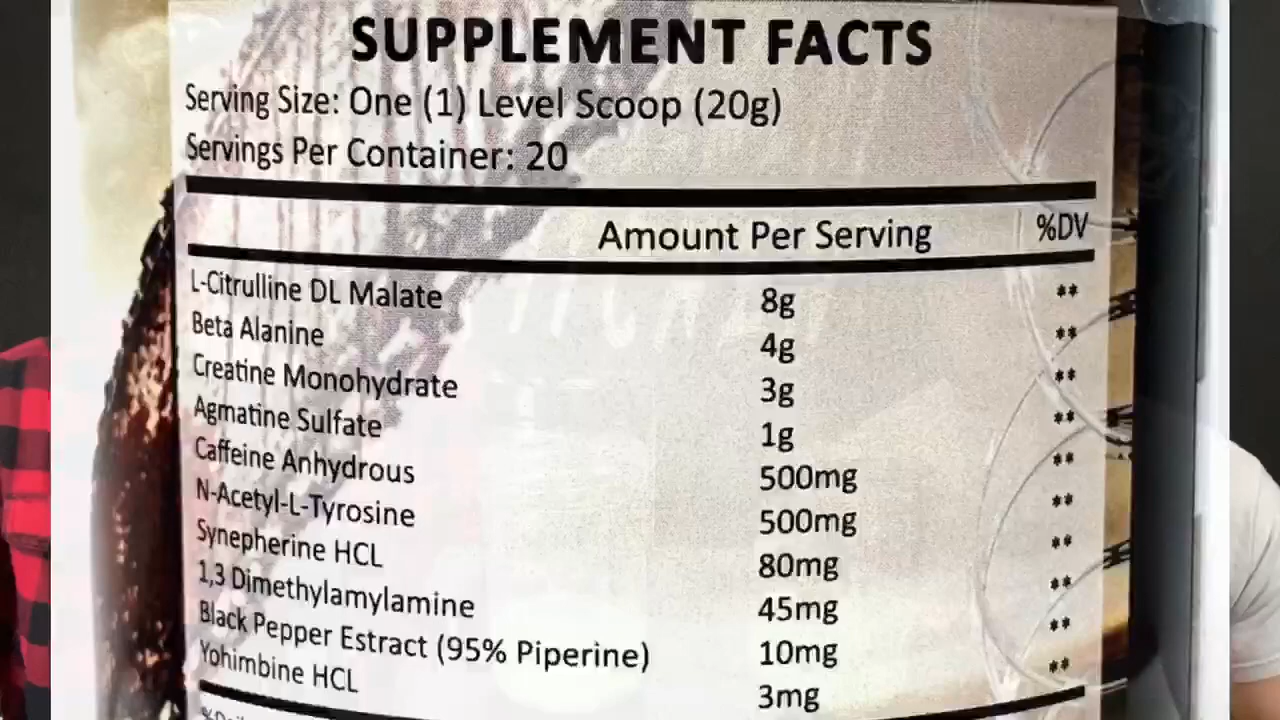 SUPPLEMENT FACTS
Serving Size: One (1) Level Scoop (20g)
Servings Per Container: 20
Amount Per Serving %DV
L-Citrulline DL Malate 8g **
Beta Alanine 4g **
Creatine Monohydrate 3g **
Agmatine Sulfate 1g **
Caffeine Anhydrous 500mg **
N-Acetyl-L-Tyrosine 500mg **
Synepherine HCL 80mg **
1,3 Dimethylamylamine 45mg **
Black Pepper Extract (95% Piperine) 10mg **
Yohimbine HCL 3mg **